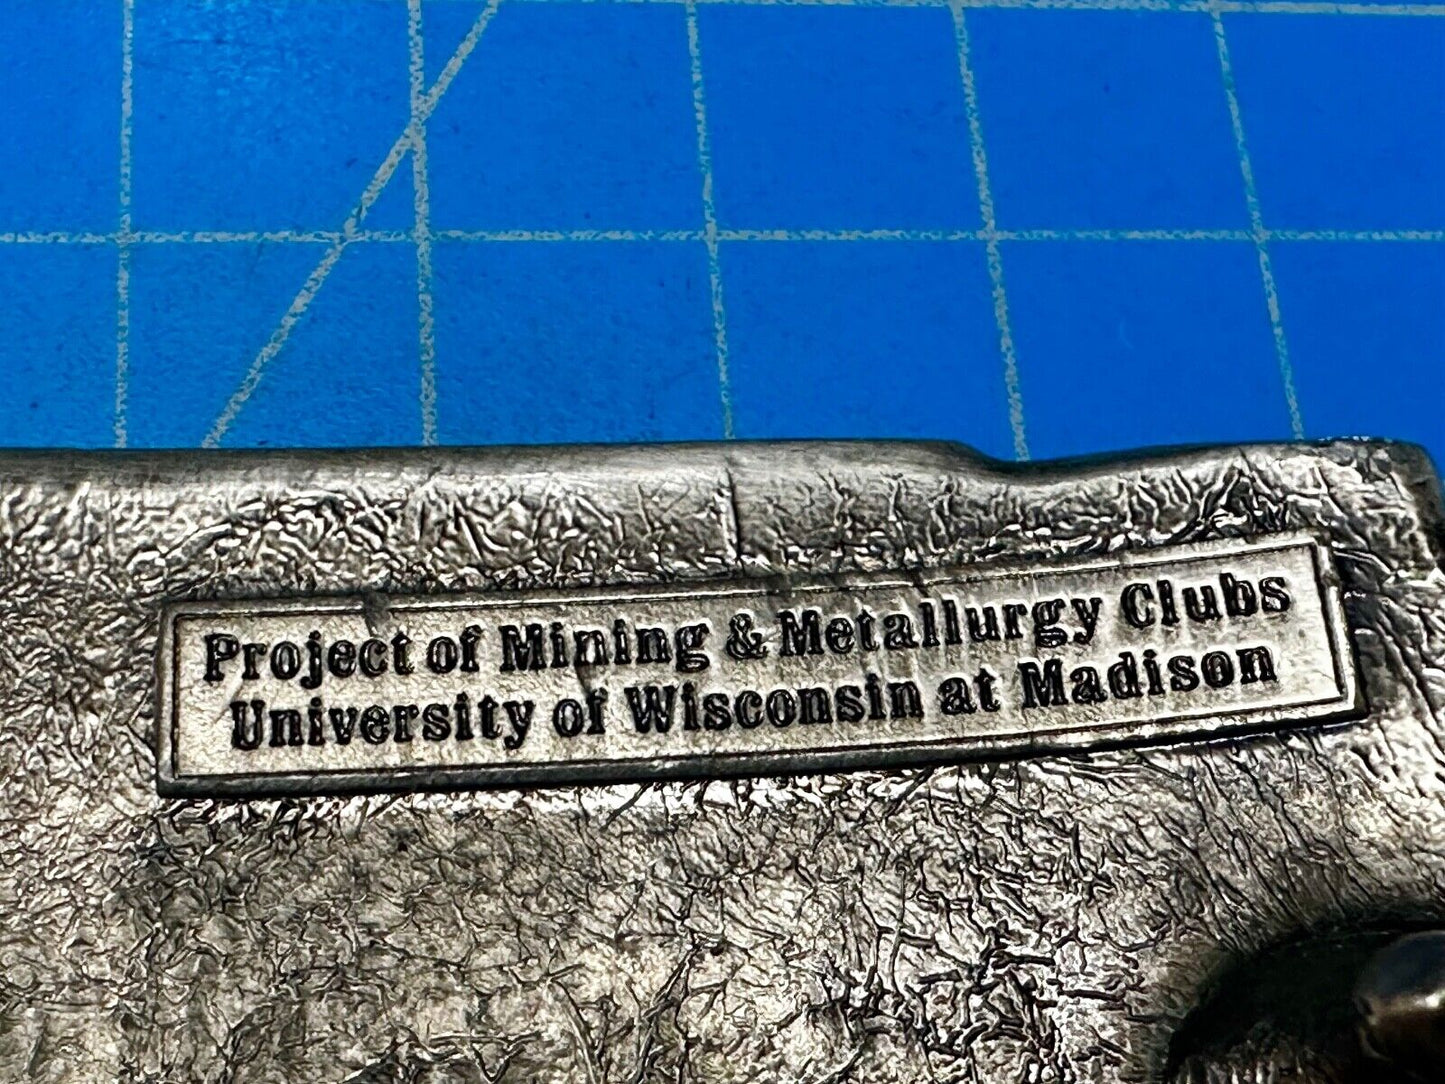 Project of Mining & Metallurgy Clubs
University of Wisconsin at Madison